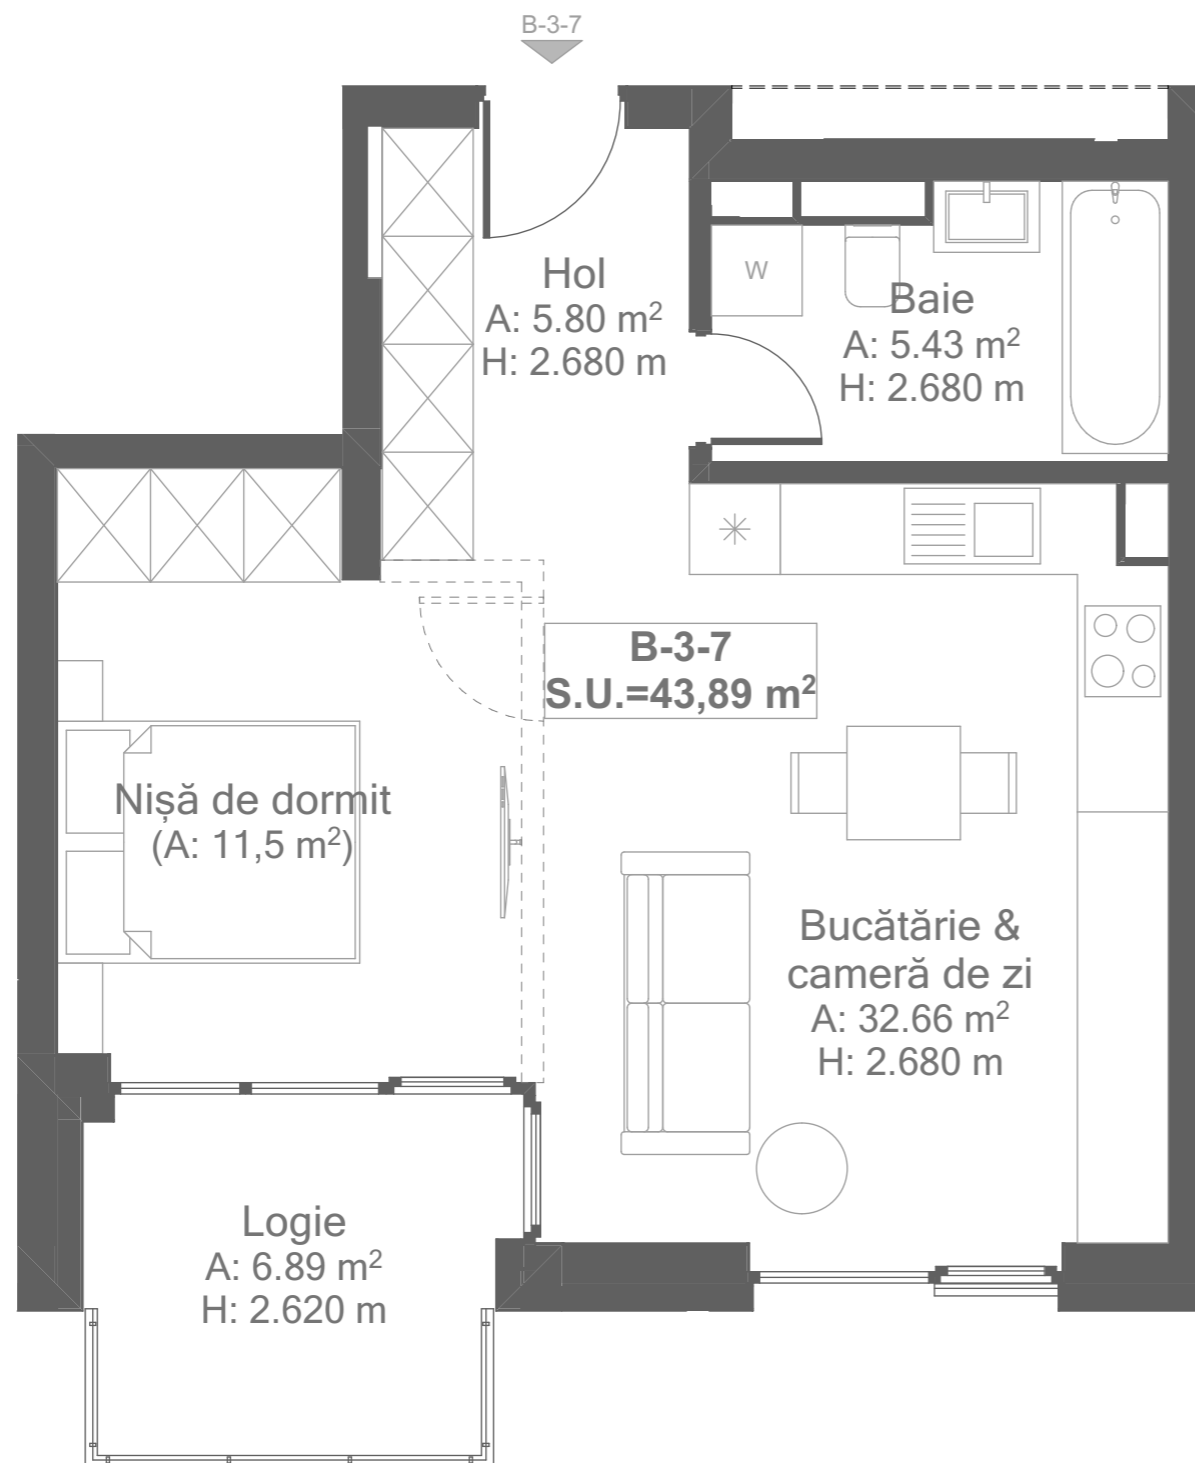 B-3-7
Hol
A: 5.80 m²
H: 2.680 m
W
Baie
A: 5.43 m²
H: 2.680 m
B-3-7
S.U.=43,89 m²
Nișă de dormit
(A: 11,5 m²)
Bucătărie &
cameră de zi
A: 32.66 m²
H: 2.680 m
Logie
A: 6.89 m²
H: 2.620 m